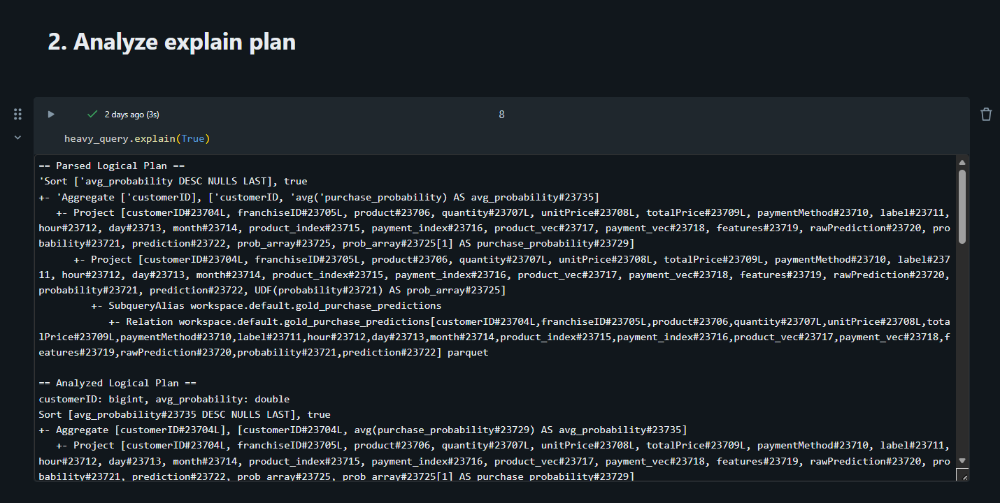 2. Analyze explain plan
2 days ago (3s)
8
heavy_query.explain(True)
== Parsed Logical Plan ==
'Sort ['avg_probability DESC NULLS LAST], true
+- 'Aggregate ['customerID], ['customerID, 'avg('purchase_probability) AS avg_probability#23735]
   +- Project [customerID#23704L, franchiseID#23705L, product#23706, quantity#23707L, unitPrice#23708L, totalPrice#23709L, paymentMethod#23710, label#23711,
hour#23712, day#23713, month#23714, product_index#23715, payment_index#23716, product_vec#23717, payment_vec#23718, features#23719, rawPrediction#23720, pro
bability#23721, prediction#23722, prob_array#23725, prob_array#23725[1] AS purchase_probability#23729]
      +- Project [customerID#23704L, franchiseID#23705L, product#23706, quantity#23707L, unitPrice#23708L, totalPrice#23709L, paymentMethod#23710, label#237
11, hour#23712, day#23713, month#23714, product_index#23715, payment_index#23716, product_vec#23717, payment_vec#23718, features#23719, rawPrediction#23720,
probability#23721, prediction#23722, UDF(probability#23721) AS prob_array#23725]
         +- SubqueryAlias workspace.default.gold_purchase_predictions
            +- Relation workspace.default.gold_purchase_predictions[customerID#23704L,franchiseID#23705L,product#23706,quantity#23707L,unitPrice#23708L,tota
lPrice#23709L,paymentMethod#23710,label#23711,hour#23712,day#23713,month#23714,product_index#23715,payment_index#23716,product_vec#23717,payment_vec#23718,f
eatures#23719,rawPrediction#23720,probability#23721,prediction#23722] parquet
== Analyzed Logical Plan ==
customerID: bigint, avg_probability: double
Sort [avg_probability#23735 DESC NULLS LAST], true
+- Aggregate [customerID#23704L], [customerID#23704L, avg(purchase_probability#23729) AS avg_probability#23735]
   +- Project [customerID#23704L, franchiseID#23705L, product#23706, quantity#23707L, unitPrice#23708L, totalPrice#23709L, paymentMethod#23710, label#23711,
hour#23712, day#23713, month#23714, product_index#23715, payment_index#23716, product_vec#23717, payment_vec#23718, features#23719, rawPrediction#23720, pro
bability#23721, prediction#23722, prob_array#23725, prob_array#23725[1] AS purchase_probability#23729]